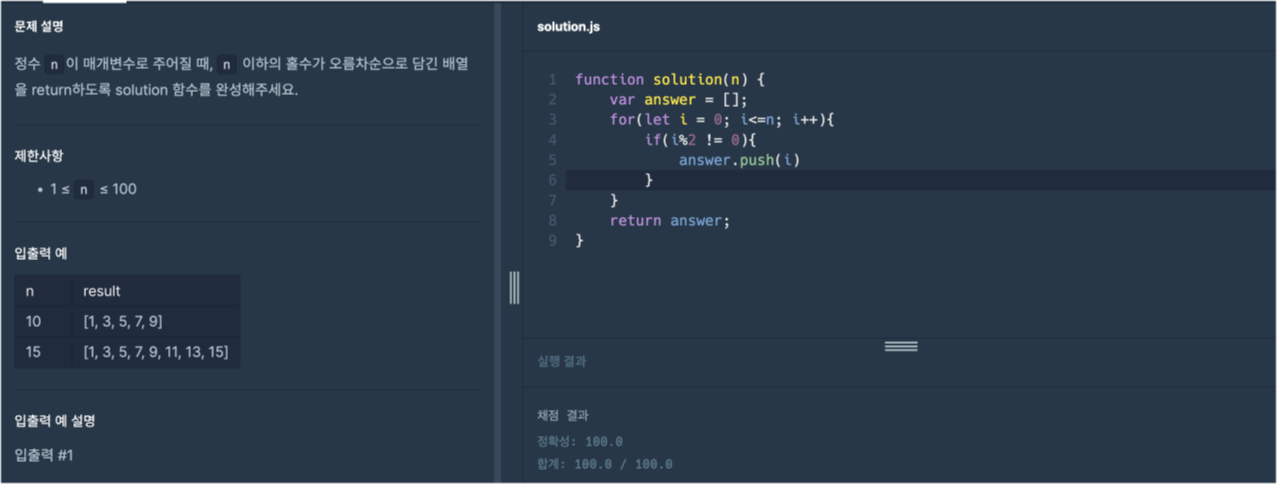 문제 설명
정수 n 이 매개변수로 주어질 때, n 이하의 홀수가 오름차순으로 담긴 배열
을 return하도록 solution 함수를 완성해주세요.
제한사항
• 1 ≤ n ≤ 100
입출력 예
n result
10 [1, 3, 5, 7, 9]
15 [1, 3, 5, 7, 9, 11, 13, 15]
입출력 예 설명
입출력 #1
solution.js
1 function solution(n) {
2     var answer = [];
3     for(let i = 0; i<=n; i++){
4         if(i%2 != 0){
5             answer.push(i)
6         }
7     }
8     return answer;
9 }
실행 결과
채점 결과
정확성: 100.0
합계: 100.0 / 100.0